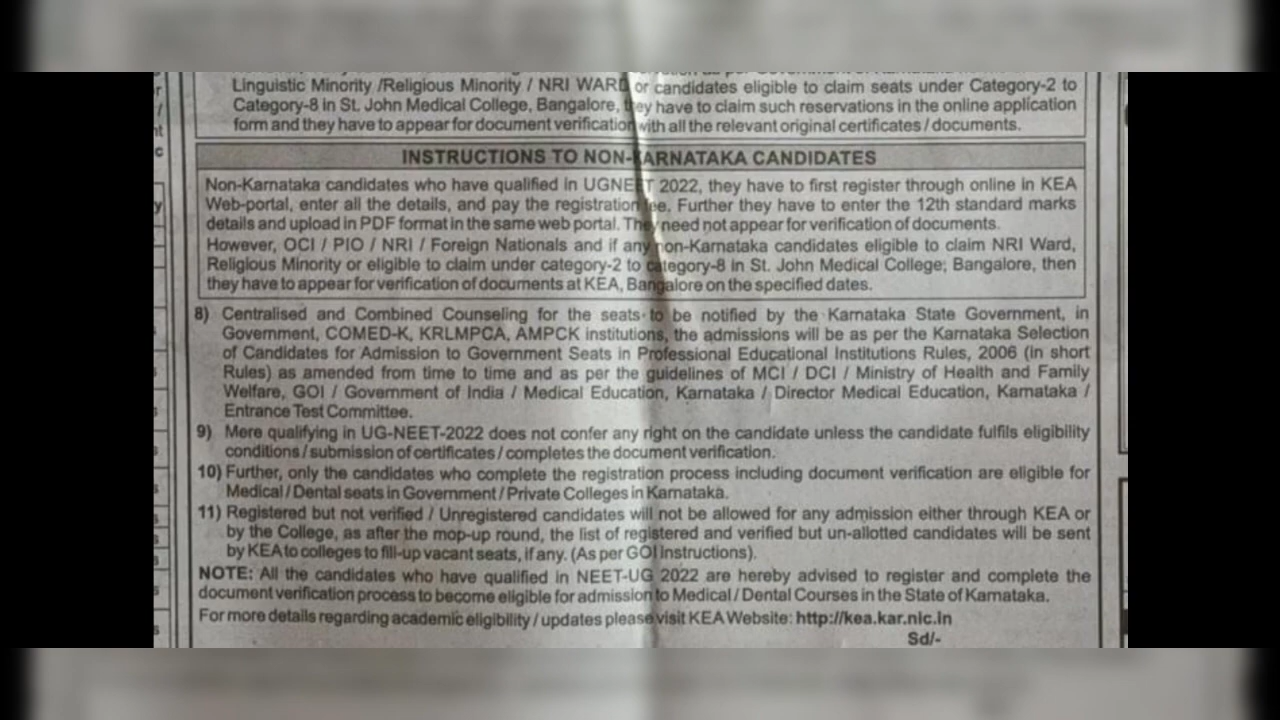 Linguistic Minority /Religious Minority / NRI WARD or candidates eligible to claim seats under Category-2 to
Category-8 in St. John Medical College, Bangalore, they have to claim such reservations in the online application
form and they have to appear for document verification with all the relevant original certificates / documents.
INSTRUCTIONS TO NON-KARNATAKA CANDIDATES
Non-Karnataka candidates who have qualified in UGNEET 2022, they have to first register through online in KEA
Web-portal, enter all the details, and pay the registration fee. Further they have to enter the 12th standard marks
details and upload in PDF format in the same web portal. They need not appear for verification of documents.
However, OCI / PIO / NRI / Foreign Nationals and if any non-Karnataka candidates eligible to claim NRI Ward,
Religious Minority or eligible to claim under category-2 to category-8 in St. John Medical College; Bangalore, then
they have to appear for verification of documents at KEA, Bangalore on the specified dates.
8) Centralised and Combined Counseling for the seats to be notified by the Karnataka State Government, in
Government, COMED-K, KRLMPCA, AMPCK institutions, the admissions will be as per the Karnataka Selection
of Candidates for Admission to Government Seats in Professional Educational Institutions Rules, 2006 (in short
Rules) as amended from time to time and as per the guidelines of MCI / DCI / Ministry of Health and Family
Welfare, GOI / Government of India / Medical Education, Karnataka / Director Medical Education, Karnataka /
Entrance Test Committee.
9) Mere qualifying in UG-NEET-2022 does not confer any right on the candidate unless the candidate fulfils eligibility
conditions / submission of certificates / completes the document verification.
10) Further, only the candidates who complete the registration process including document verification are eligible for
Medical / Dental seats in Government / Private Colleges in Karnataka.
11) Registered but not verified / Unregistered candidates will not be allowed for any admission either through KEA or
by the College, as after the mop-up round, the list of registered and verified but un-allotted candidates will be sent
by KEA to colleges to fill-up vacant seats, if any. (As per GOI Instructions).
NOTE: All the candidates who have qualified in NEET-UG 2022 are hereby advised to register and complete the
document verification process to become eligible for admission to Medical / Dental Courses in the State of Karnataka.
For more details regarding academic eligibility / updates please visit KEA Website: http://kea.kar.nic.in
Sd/-